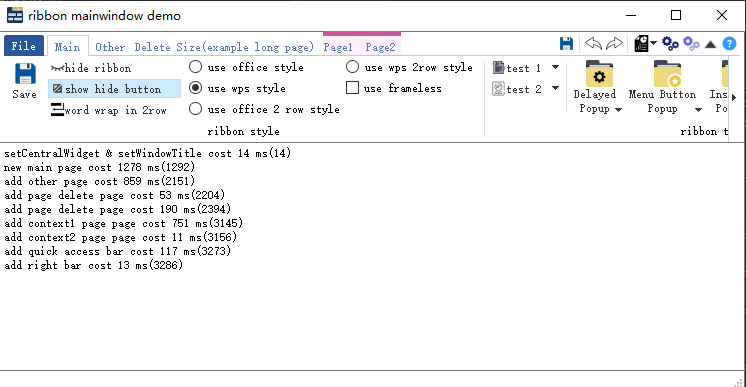 ribbon mainwindow demo
File Main Other Delete Size(example long page) Page1 Page2
hide ribbon use office style use wps 2row style test 1
Save show hide button use wps style use frameless test 2 Delayed Popup Menu Button Popup Ins Po
word wrap in 2row use office 2 row style
ribbon style ribbon t
setCentralWidget & setWindowTitle cost 14 ms(14)
new main page cost 1278 ms(1292)
add other page cost 859 ms(2151)
add page delete page cost 53 ms(2204)
add page delete page cost 190 ms(2394)
add context1 page page cost 751 ms(3145)
add context2 page page cost 11 ms(3156)
add quick access bar cost 117 ms(3273)
add right bar cost 13 ms(3286)